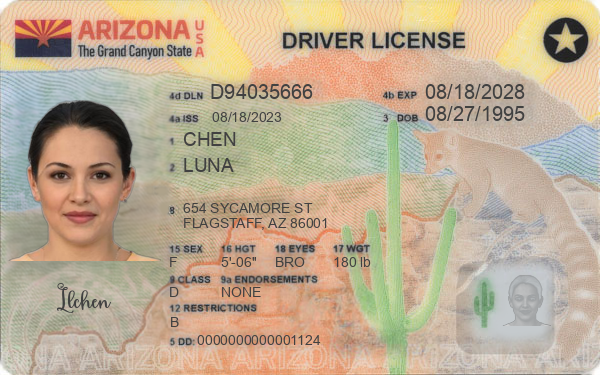 ARIZONA USA
The Grand Canyon State
DRIVER LICENSE
4d DLN D94035666 4b EXP 08/18/2028
4a ISS 08/18/2023 3 DOB 08/27/1995
1 CHEN
2 LUNA
8 654 SYCAMORE ST
FLAGSTAFF, AZ 86001
15 SEX 16 HGT 18 EYES 17 WGT
F 5'-06" BRO 180 lb
9 CLASS 9a ENDORSEMENTS
D NONE
12 RESTRICTIONS
B
5 DD: 0000000000001124
Llchen
ARIZONA ARIZONA ARIZONA ARIZONA